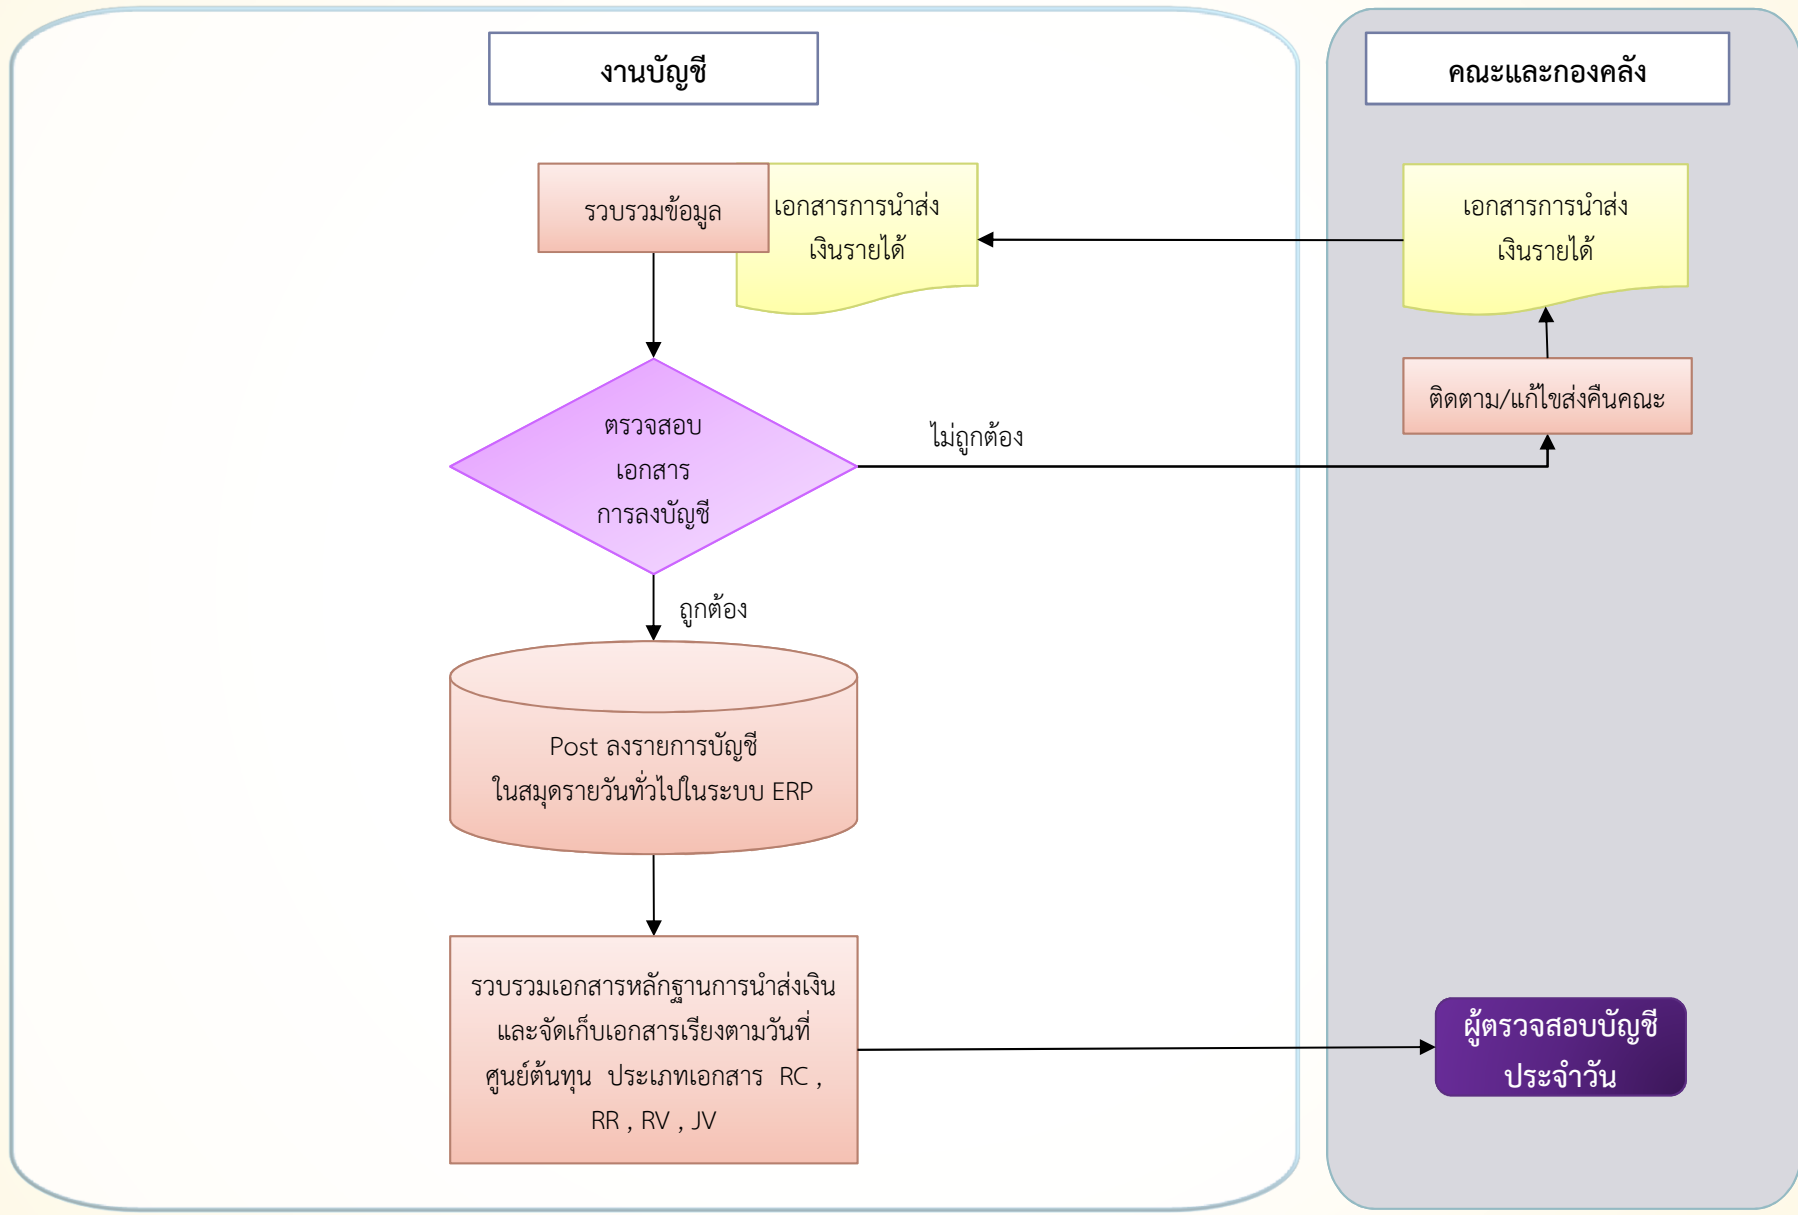 งานบัญชี
คณะและกองคลัง
รวบรวมข้อมูล
เอกสารการนำส่ง
เงินรายได้
เอกสารการนำส่ง
เงินรายได้
ติดตาม/แก้ไขส่งคืนคณะ
ตรวจสอบ
เอกสาร
การลงบัญชี
ไม่ถูกต้อง
ถูกต้อง
Post ลงรายการบัญชี
ในสมุดรายวันทั่วไปในระบบ ERP
รวบรวมเอกสารหลักฐานการนำส่งเงิน
และจัดเก็บเอกสารเรียงตามวันที่
ศูนย์ต้นทุน ประเภทเอกสาร RC ,
RR , RV , JV
ผู้ตรวจสอบบัญชี
ประจำวัน